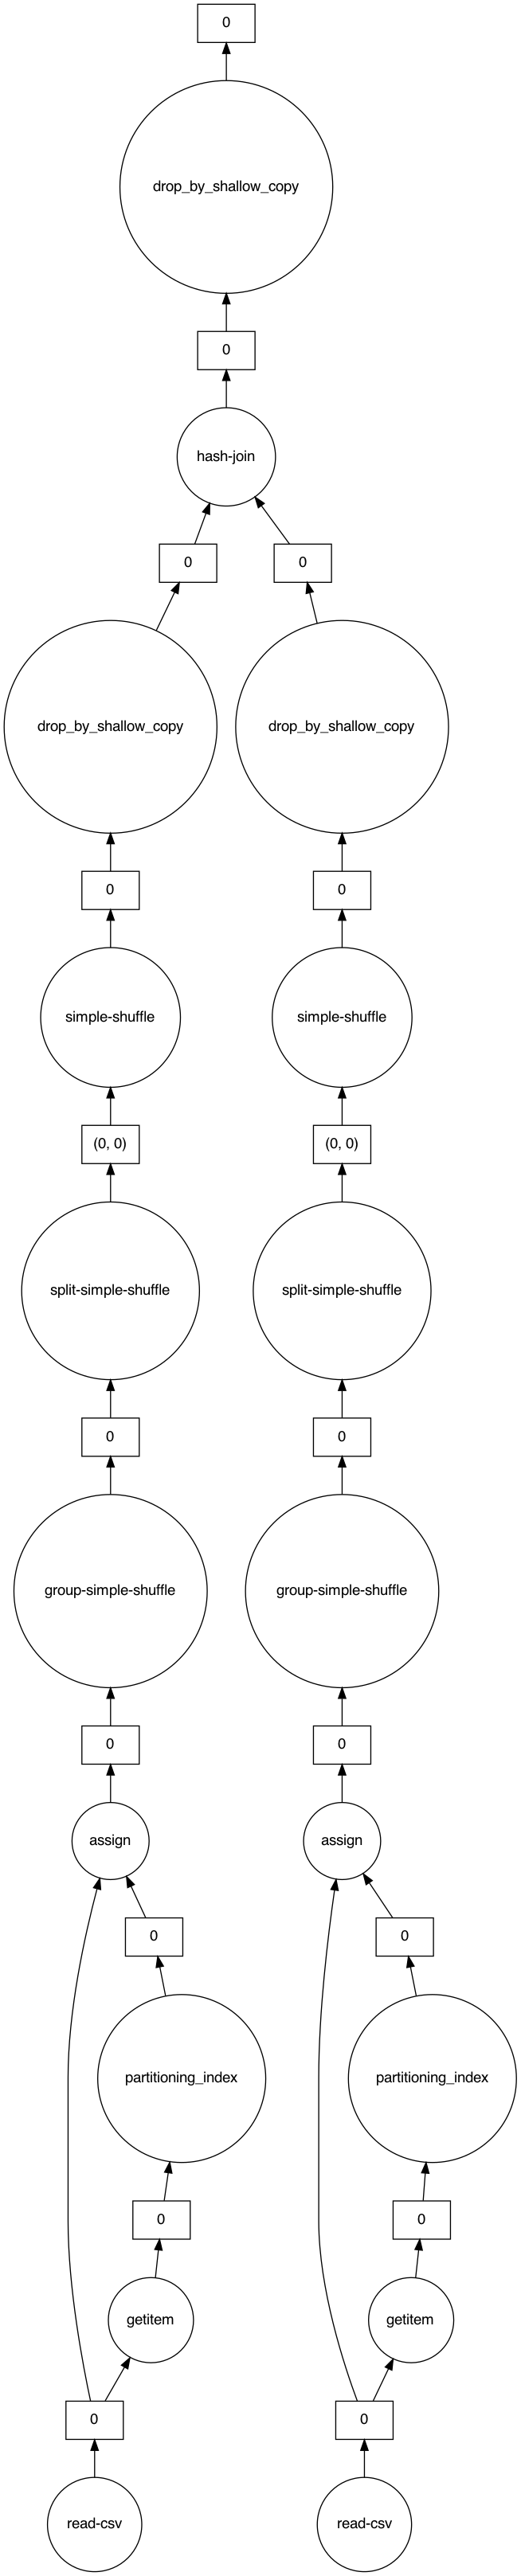 0
drop_by_shallow_copy
0
hash-join
0 0
drop_by_shallow_copy drop_by_shallow_copy
0 0
simple-shuffle simple-shuffle
(0, 0) (0, 0)
split-simple-shuffle split-simple-shuffle
0 0
group-simple-shuffle group-simple-shuffle
0 0
assign assign
0 0
partitioning_index partitioning_index
0 0
getitem getitem
0 0
read-csv read-csv